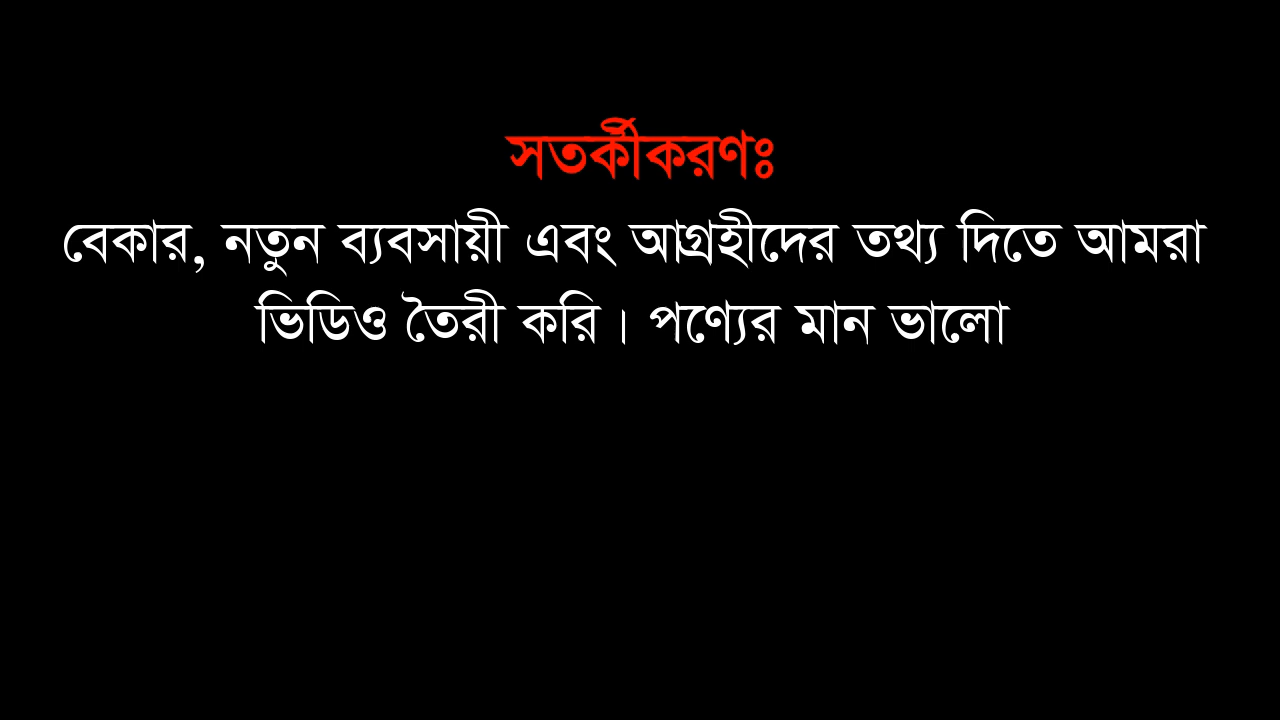 সতর্কীকরণঃ
বেকার, নতুন ব্যবসায়ী এবং আগ্রহীদের তথ্য দিতে আমরা
ভিডিও তৈরী করি। পণ্যের মান ভালো